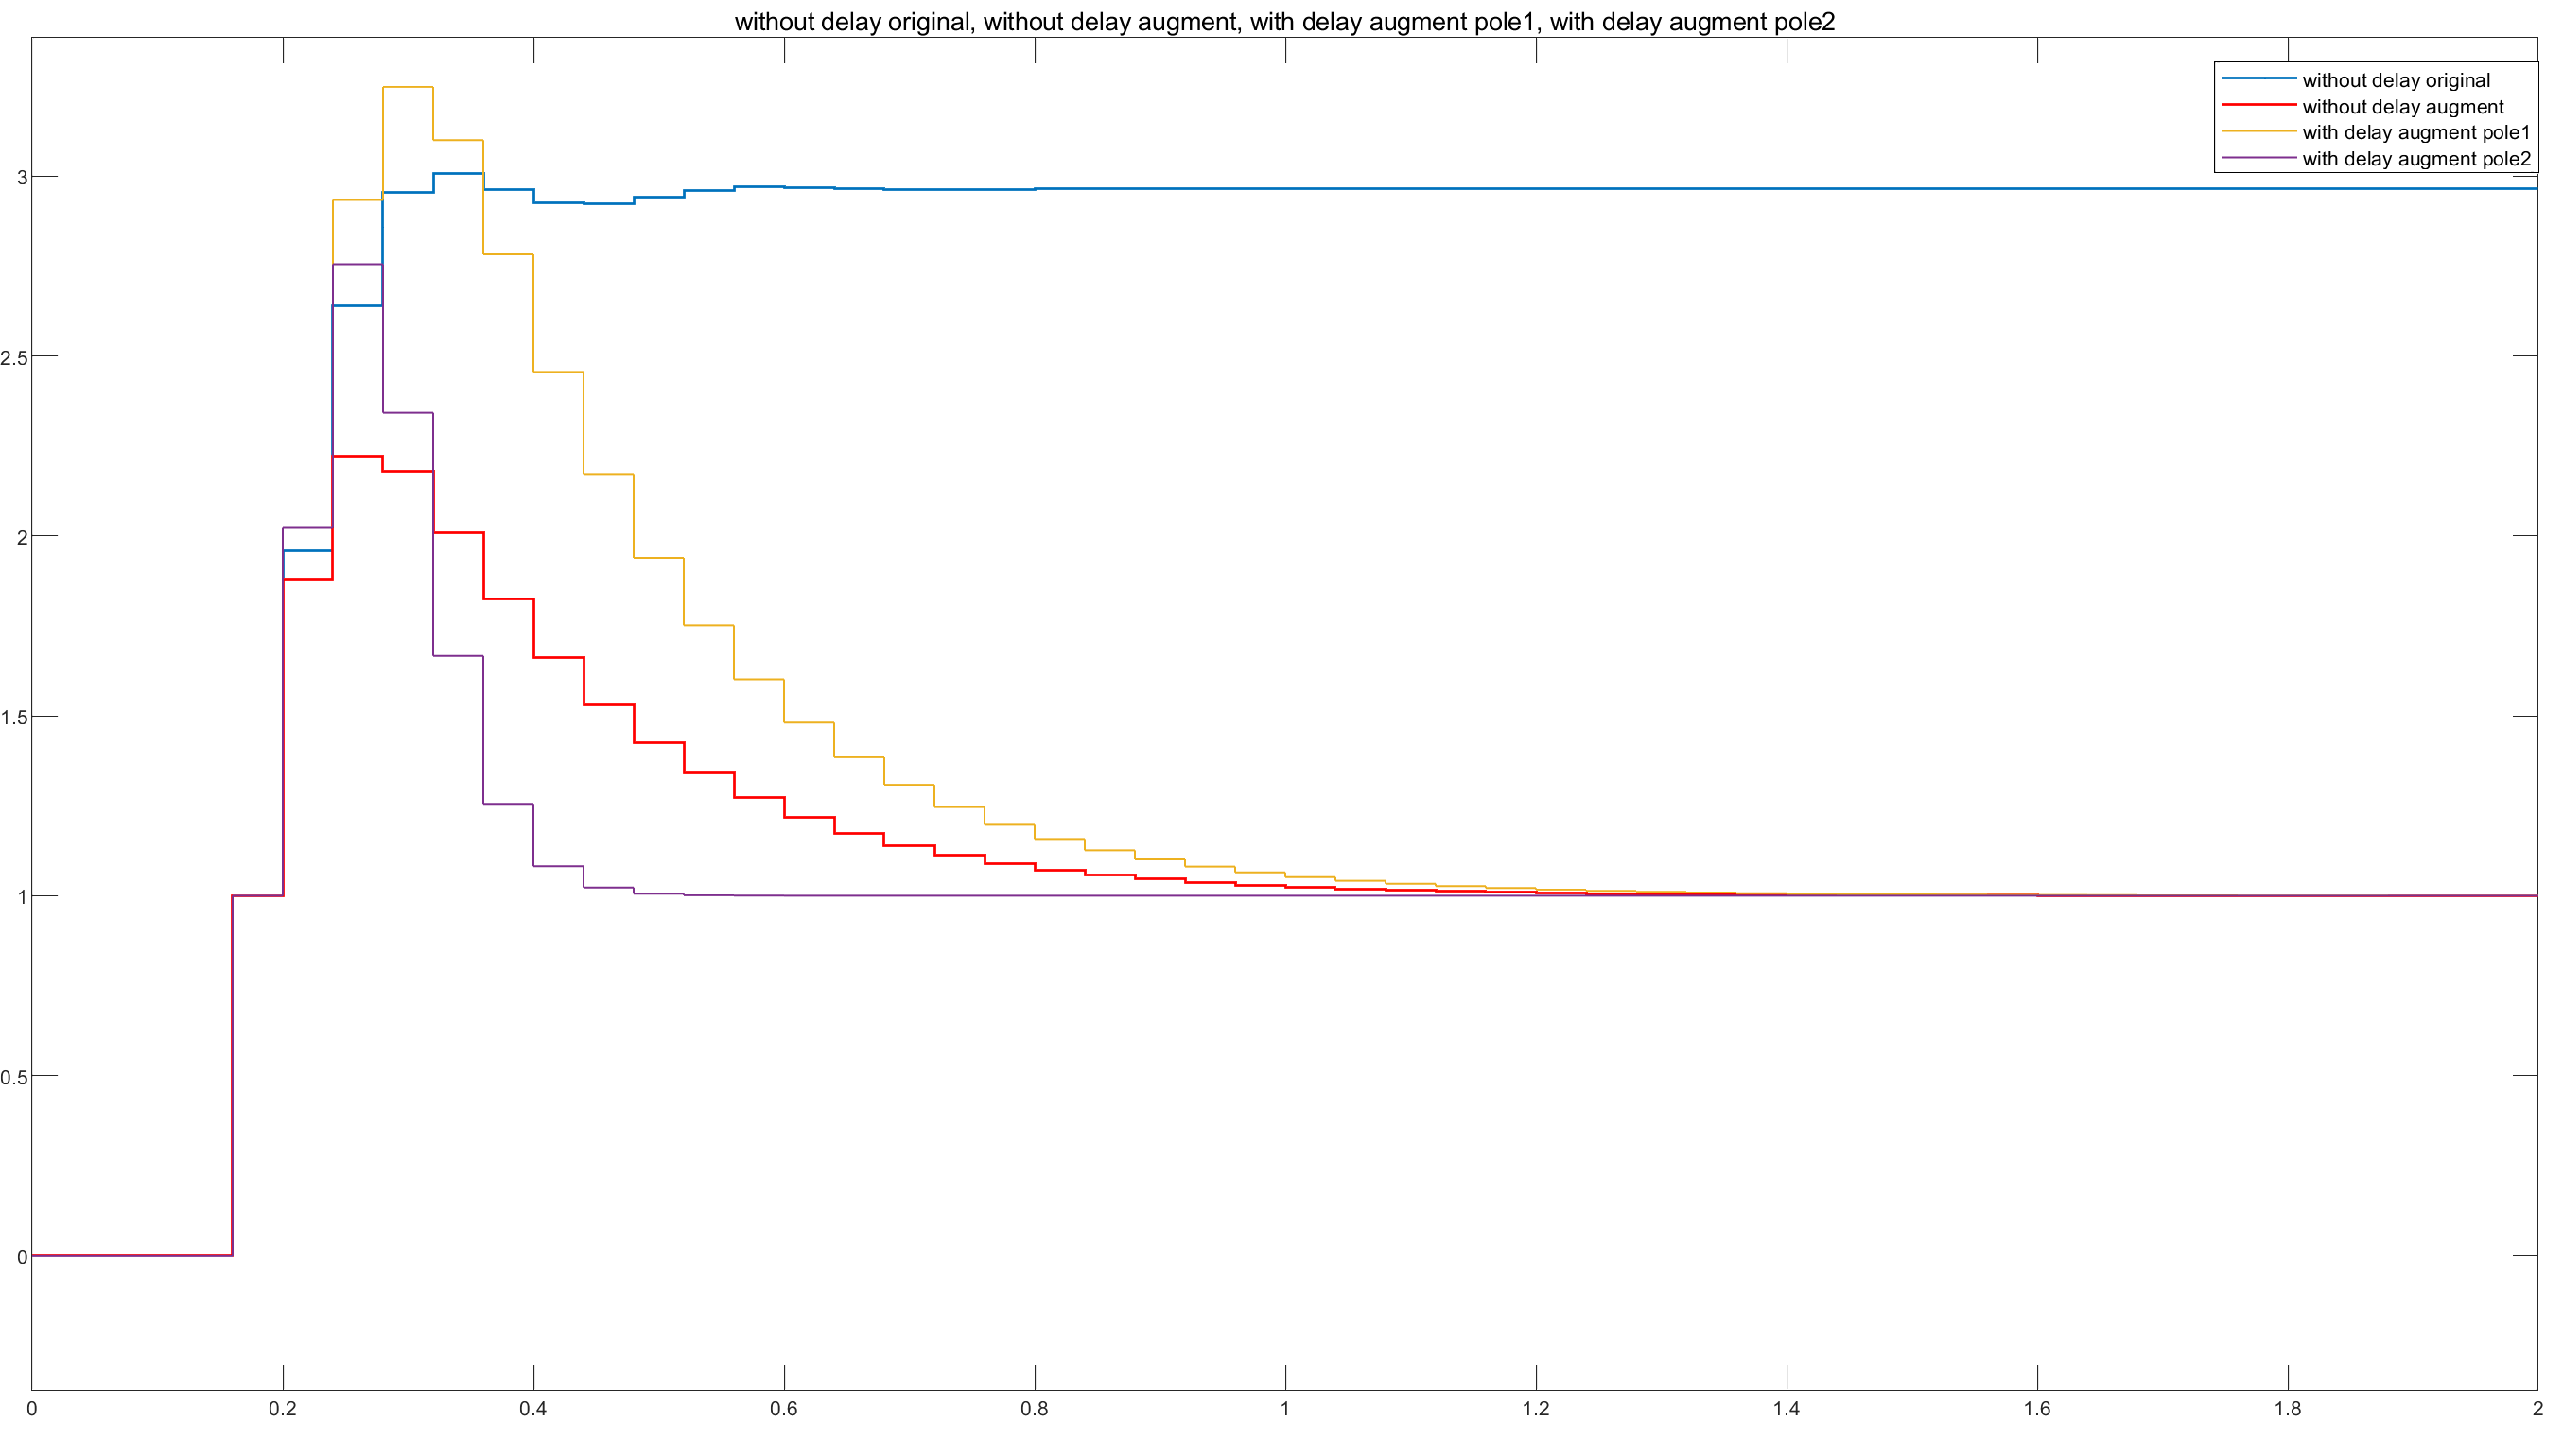 without delay original, without delay augment, with delay augment pole1, with delay augment pole2
without delay original
without delay augment
with delay augment pole1
with delay augment pole2
3
2.5
2
1.5
1
0.5
0
0 0.2 0.4 0.6 0.8 1 1.2 1.4 1.6 1.8 2